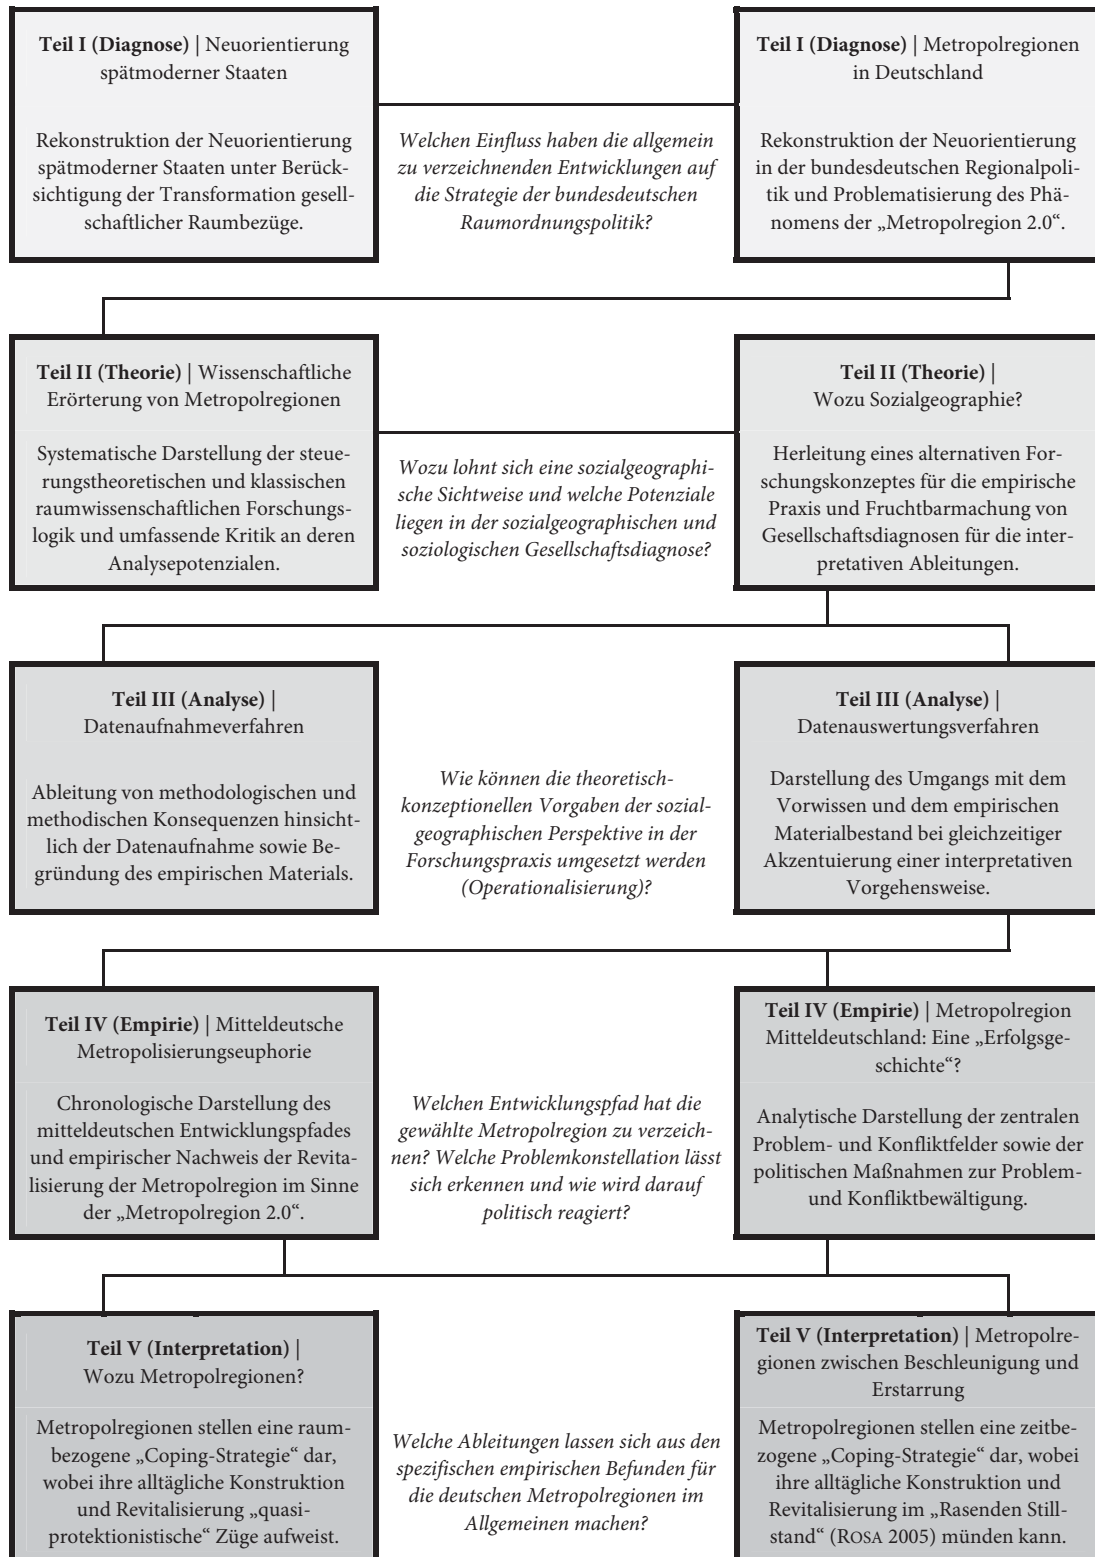 Teil I (Diagnose) | Neuorientierung
spätmoderner Staaten
Rekonstruktion der Neuorientierung
spätmoderner Staaten unter Berück-
sichtigung der Transformation gesell-
schaftlicher Raumbezüge.
Welchen Einfluss haben die allgemein
zu verzeichnenden Entwicklungen auf
die Strategie der bundesdeutschen
Raumordnungspolitik?
Teil I (Diagnose) | Metropolregionen
in Deutschland
Rekonstruktion der Neuorientierung
in der bundesdeutschen Regionalpoli-
tik und Problematisierung des Phä-
nomens der „Metropolregion 2.0“.
Teil II (Theorie) | Wissenschaftliche
Erörterung von Metropolregionen
Systematische Darstellung der steue-
rungstheoretischen und klassischen
raumwissenschaftlichen Forschungs-
logik und umfassende Kritik an deren
Analysepotenzialen.
Wozu lohnt sich eine sozialgeographi-
sche Sichtweise und welche Potenziale
liegen in der sozialgeographischen und
soziologischen Gesellschaftsdiagnose?
Teil II (Theorie) |
Wozu Sozialgeographie?
Herleitung eines alternativen For-
schungskonzeptes für die empirische
Praxis und Fruchtbarmachung von
Gesellschaftsdiagnosen für die inter-
pretativen Ableitungen.
Teil III (Analyse) |
Datenaufnahmeverfahren
Ableitung von methodologischen und
methodischen Konsequenzen hinsicht-
lich der Datenaufnahme sowie Be-
gründung des empirischen Materials.
Wie können die theoretisch-
konzeptionellen Vorgaben der sozial-
geographischen Perspektive in der
Forschungspraxis umgesetzt werden
(Operationalisierung)?
Teil III (Analyse) |
Datenauswertungsverfahren
Darstellung des Umgangs mit dem
Vorwissen und dem empirischen
Materialbestand bei gleichzeitiger
Akzentuierung einer interpretativen
Vorgehensweise.
Teil IV (Empirie) | Mitteldeutsche
Metropolisierungseuphorie
Chronologische Darstellung des
mitteldeutschen Entwicklungspfades
und empirischer Nachweis der Revita-
lisierung der Metropolregion im Sinne
der „Metropolregion 2.0“.
Welchen Entwicklungspfad hat die
gewählte Metropolregion zu verzeich-
nen? Welche Problemkonstellation lässt
sich erkennen und wie wird darauf
politisch reagiert?
Teil IV (Empirie) | Metropolregion
Mitteldeutschland: Eine „Erfolgsge-
schichte“?
Analytische Darstellung der zentralen
Problem- und Konfliktfelder sowie der
politischen Maßnahmen zur Problem-
und Konfliktbewältigung.
Teil V (Interpretation) |
Wozu Metropolregionen?
Metropolregionen stellen eine raum-
bezogene „Coping-Strategie“ dar,
wobei ihre alltägliche Konstruktion
und Revitalisierung „quasi-
protektionistische“ Züge aufweist.
Welche Ableitungen lassen sich aus den
spezifischen empirischen Befunden für
die deutschen Metropolregionen im
Allgemeinen machen?
Teil V (Interpretation) | Metropolre-
gionen zwischen Beschleunigung und
Erstarrung
Metropolregionen stellen eine zeitbe-
zogene „Coping-Strategie“ dar, wobei
ihre alltägliche Konstruktion und
Revitalisierung im „Rasenden Still-
stand“ (ROSA 2005) münden kann.